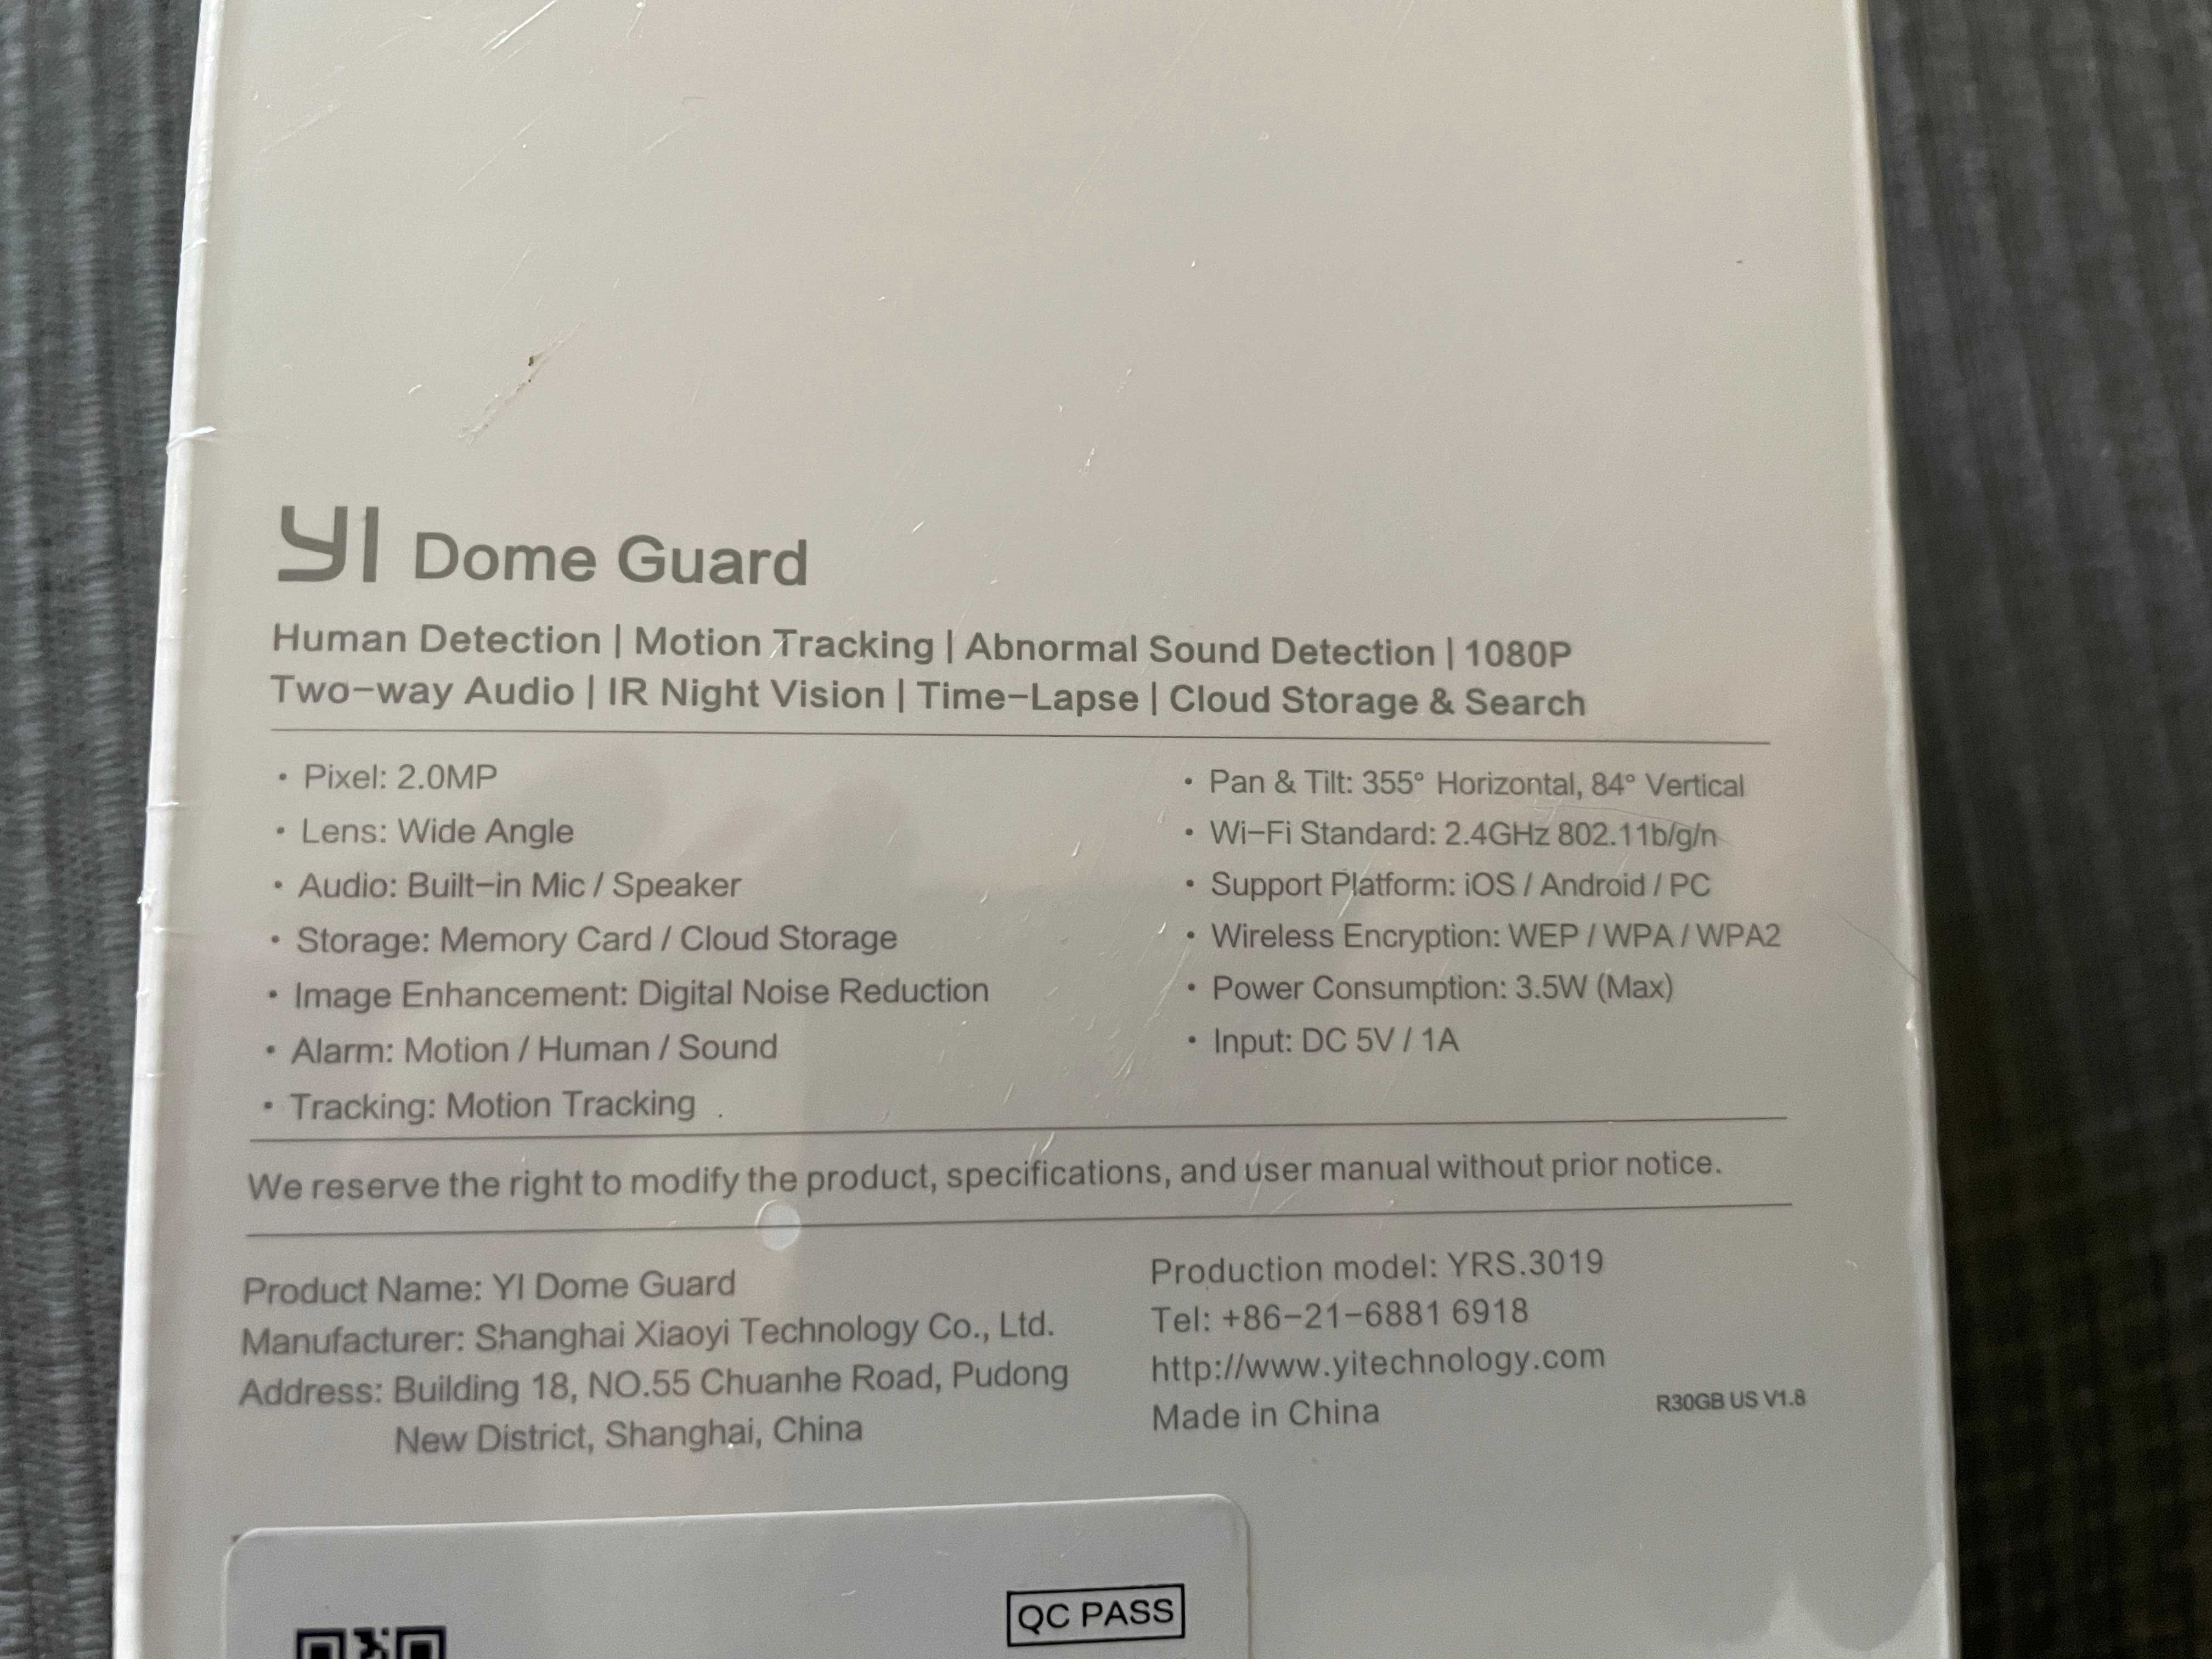 YI Dome Guard
Human Detection | Motion Tracking | Abnormal Sound Detection | 1080P
Two-way Audio | IR Night Vision | Time-Lapse | Cloud Storage & Search
• Pixel: 2.0MP
• Lens: Wide Angle
• Audio: Built-in Mic / Speaker
• Storage: Memory Card / Cloud Storage
• Image Enhancement: Digital Noise Reduction
• Alarm: Motion / Human / Sound
• Tracking: Motion Tracking
• Pan & Tilt: 355° Horizontal, 84° Vertical
• Wi-Fi Standard: 2.4GHz 802.11b/g/n
• Support Platform: iOS / Android / PC
• Wireless Encryption: WEP / WPA / WPA2
• Power Consumption: 3.5W (Max)
• Input: DC 5V / 1A
We reserve the right to modify the product, specifications, and user manual without prior notice.
Product Name: YI Dome Guard
Manufacturer: Shanghai Xiaoyi Technology Co., Ltd.
Address: Building 18, NO.55 Chuanhe Road, Pudong
New District, Shanghai, China
Production model: YRS.3019
Tel: +86-21-6881 6918
http://www.yitechnology.com
Made in China
R30GB US V1.8
QC PASS